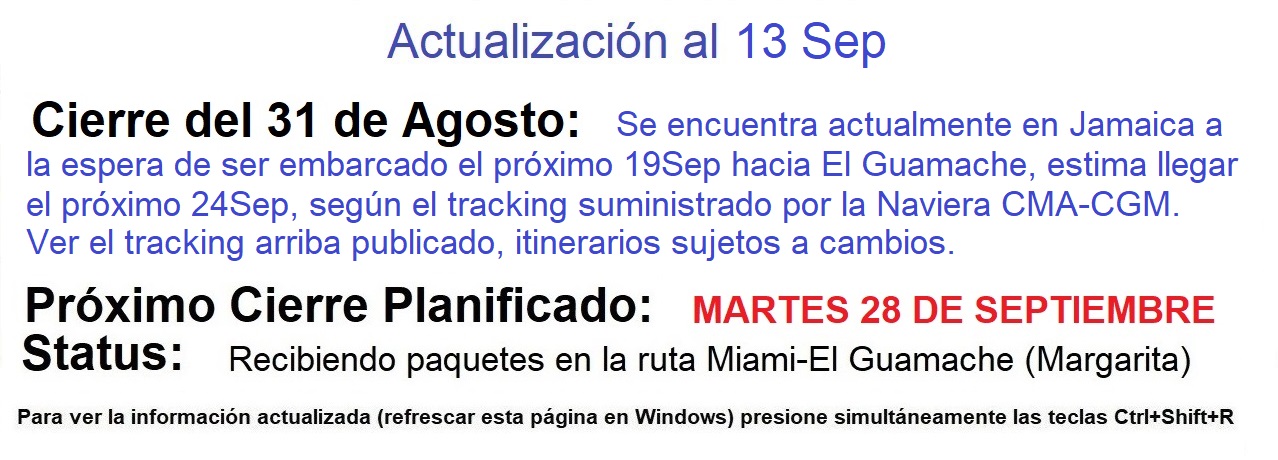 Actualización al 13 Sep
Cierre del 31 de Agosto: Se encuentra actualmente en Jamaica a
la espera de ser embarcado el próximo 19Sep hacia El Guamache, estima llegar
el próximo 24Sep, según el tracking suministrado por la Naviera CMA-CGM.
Ver el tracking arriba publicado, itinerarios sujetos a cambios.
Próximo Cierre Planificado: MARTES 28 DE SEPTIEMBRE
Status: Recibiendo paquetes en la ruta Miami-El Guamache (Margarita)
Para ver la información actualizada (refrescar esta página en Windows) presione simultáneamente las teclas Ctrl+Shift+R